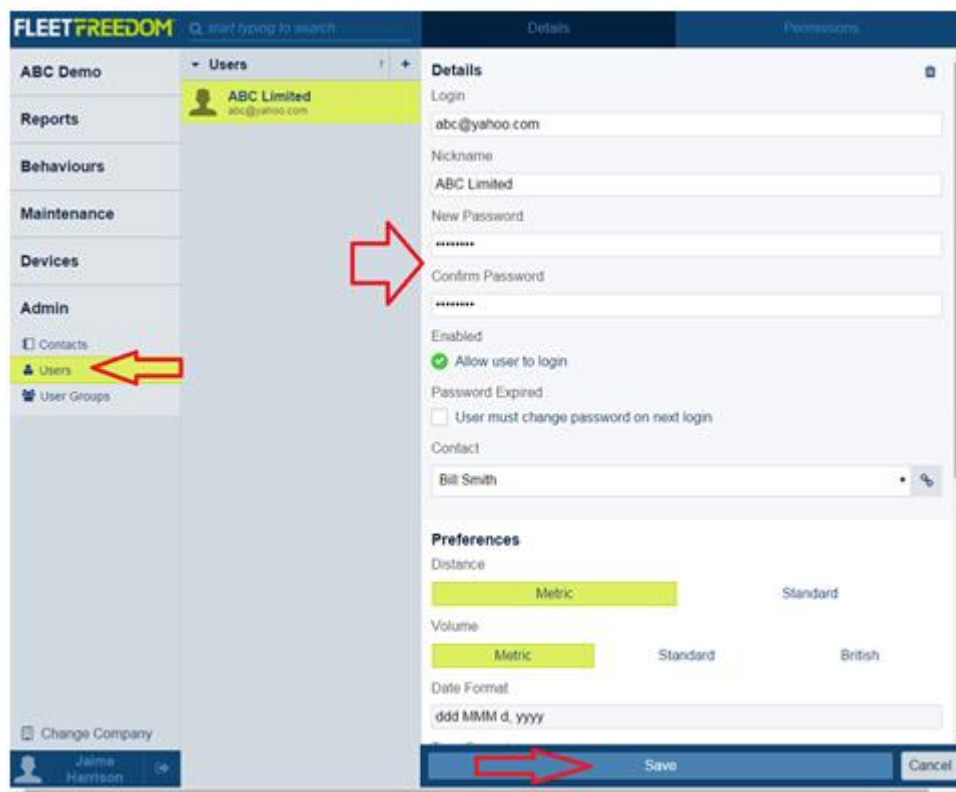 FLEETFREEDOM
start typing to search
Details
Permissions
ABC Demo
Reports
Behaviours
Maintenance
Devices
Admin
Contacts
Users
User Groups
Change Company
Jaime
Harrison
Users
+
ABC Limited
abc@yahoo.com
Details
Login
abc@yahoo.com
Nickname
ABC Limited
New Password
•••••••••
Confirm Password
•••••••••
Enabled
Allow user to login
Password Expired
User must change password on next login
Contact
Bill Smith
Preferences
Distance
Metric Standard
Volume
Metric Standard British
Date Format
ddd MMM d, yyyy
Save
Cancel